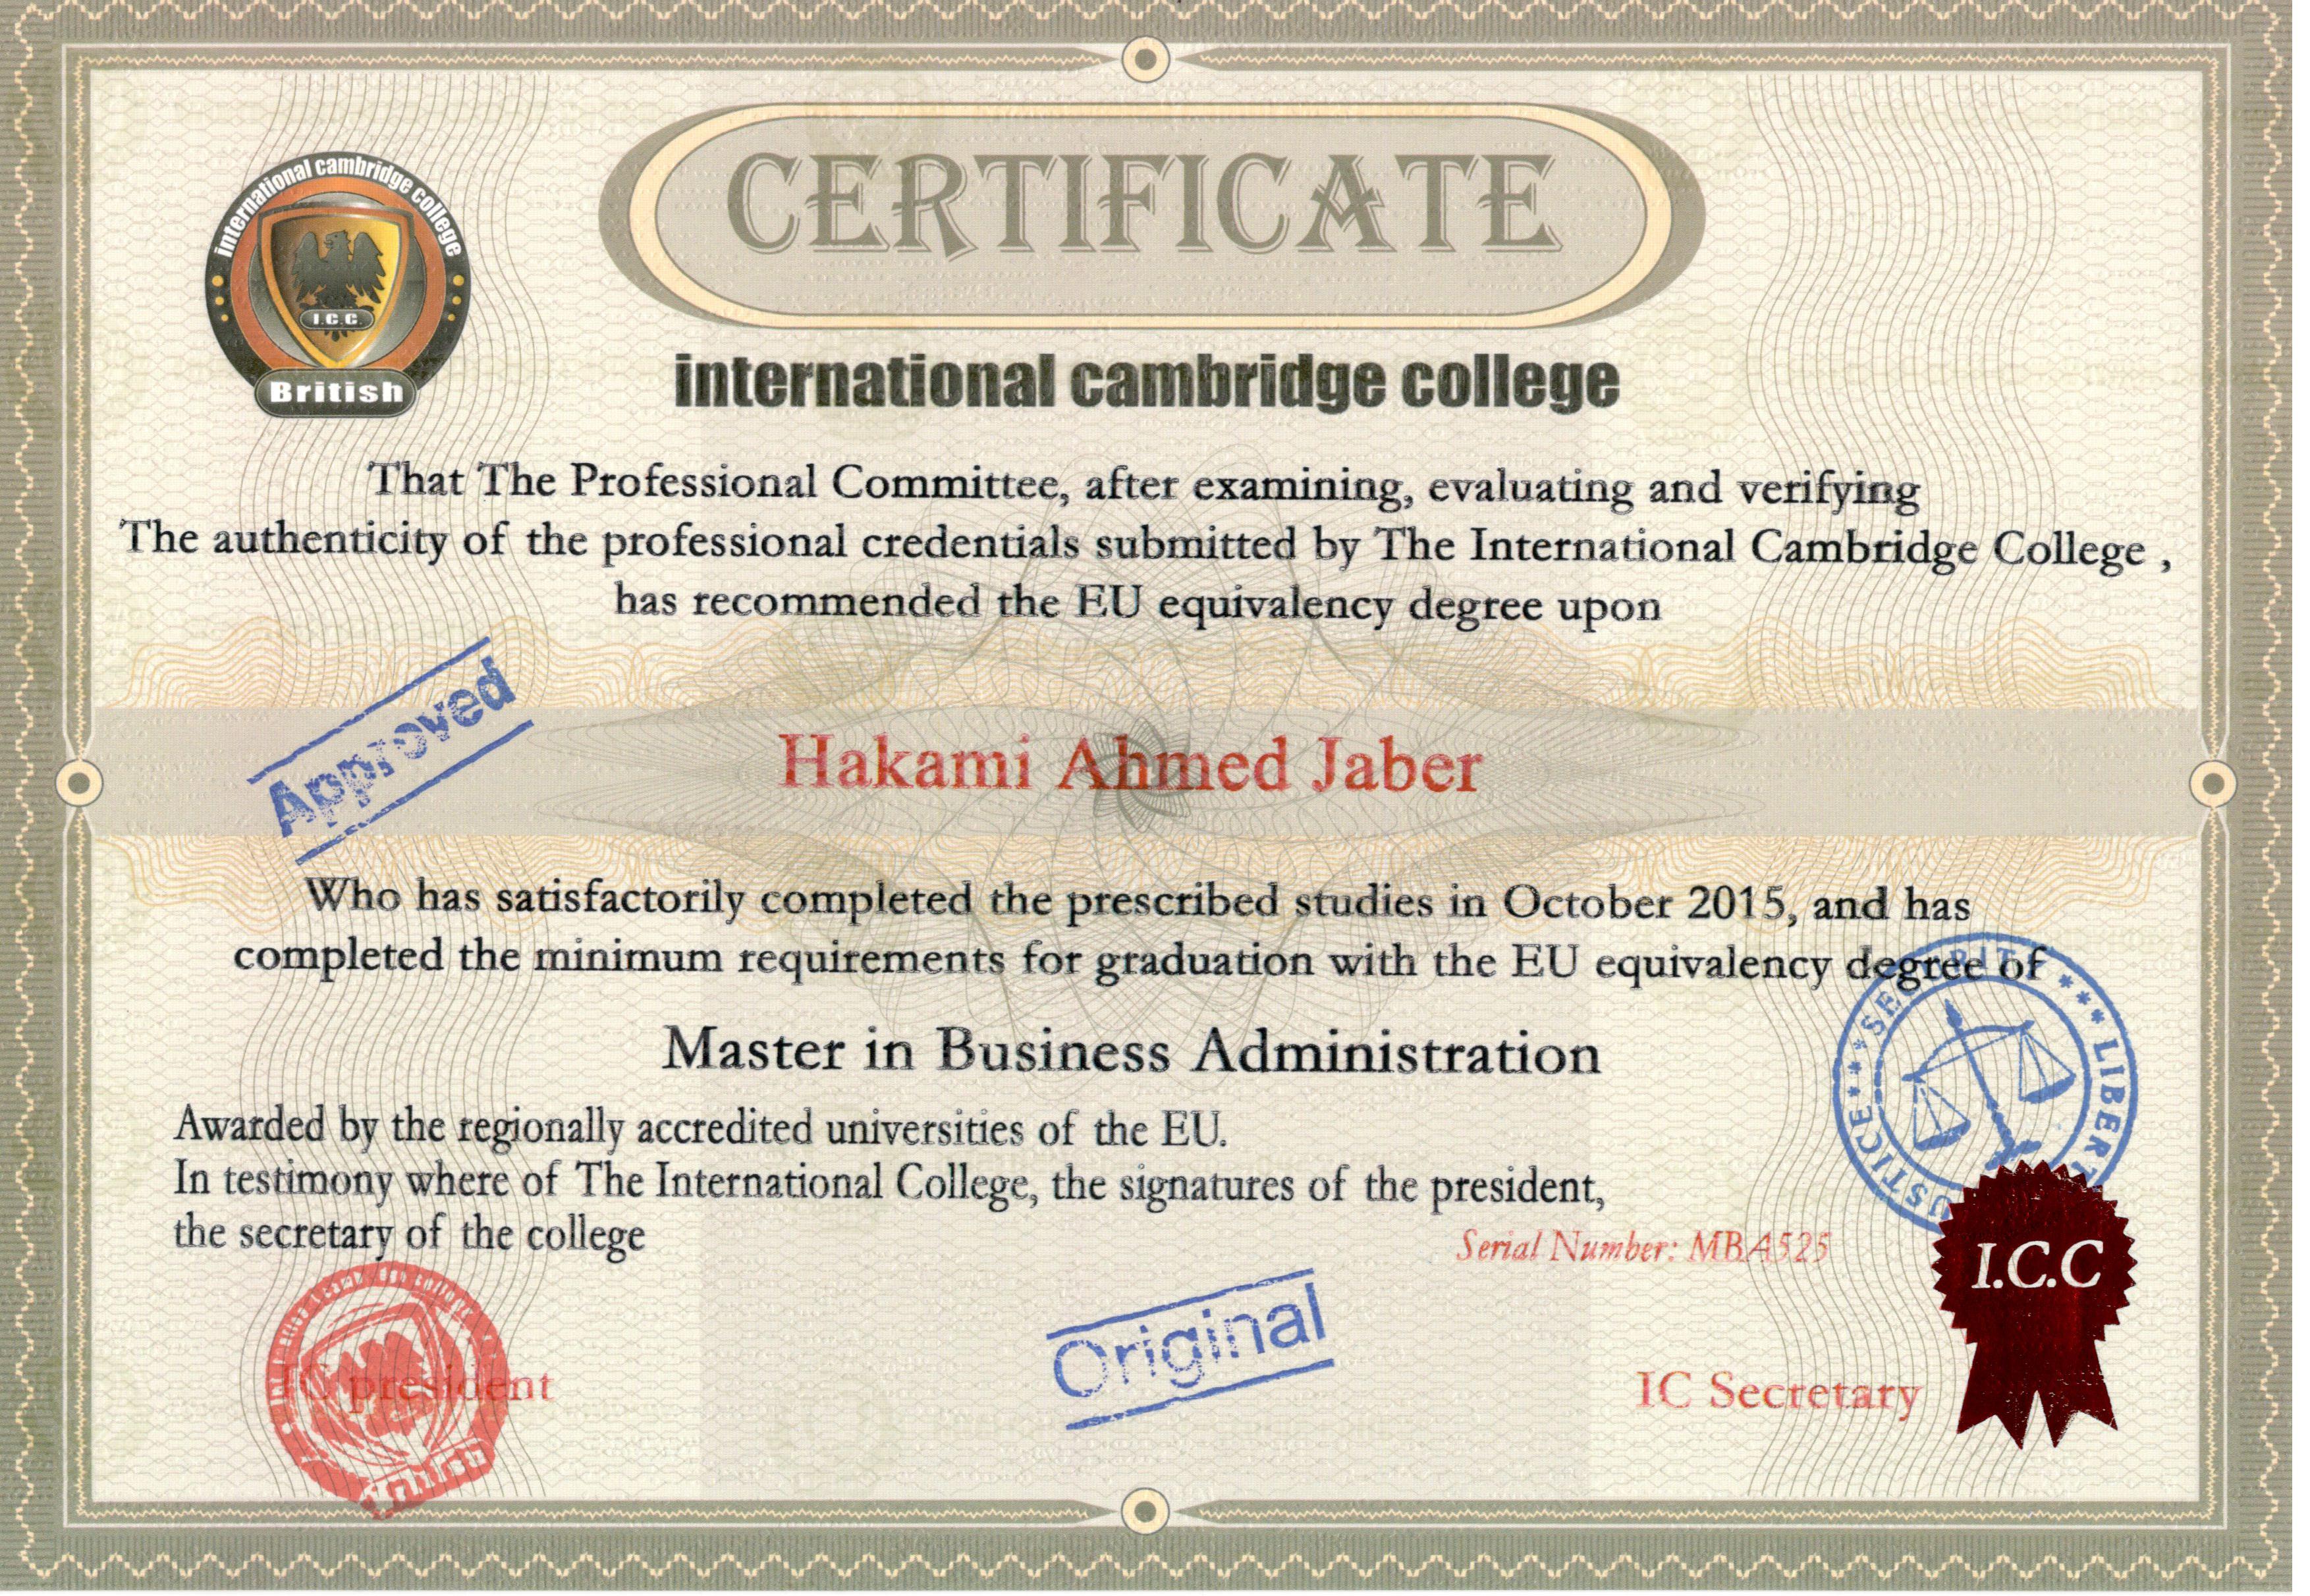 CERTIFICATE
international cambridge college
I.C.C.
British
international cambridge college
That The Professional Committee, after examining, evaluating and verifying
The authenticity of the professional credentials submitted by The International Cambridge College ,
has recommended the EU equivalency degree upon
Approved
Hakami Ahmed Jaber
Who has satisfactorily completed the prescribed studies in October 2015, and has
completed the minimum requirements for graduation with the EU equivalency degree of
Master in Business Administration
Awarded by the regionally accredited universities of the EU.
In testimony where of The International College, the signatures of the president,
the secretary of the college
Serial Number: MBA525
I.C.C
Original
IC president
IC Secretary